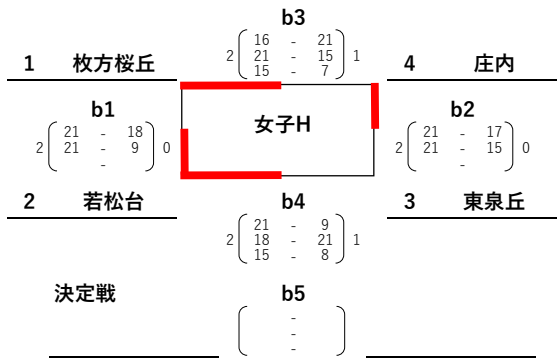 b3
16 - 21
2 21 - 15 1
15 - 7
1 枚方桜丘
4 庄内
b1
21 - 18
2 21 - 9 0
-
女子H
b2
21 - 17
2 21 - 15 0
-
2 若松台
3 東泉丘
b4
21 - 9
2 18 - 21 1
15 - 8
決定戦
b5
-
-
-